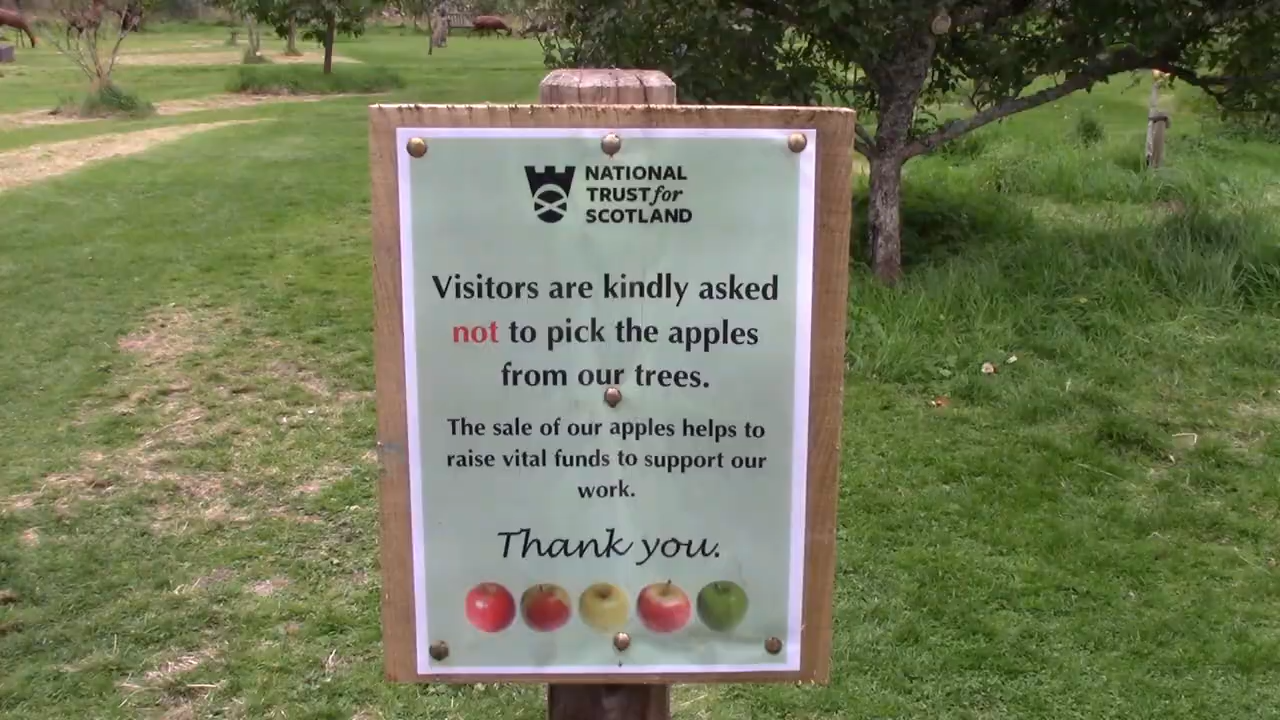 NATIONAL
TRUST for
SCOTLAND
Visitors are kindly asked
not to pick the apples
from our trees.
The sale of our apples helps to
raise vital funds to support our
work.
Thank you.